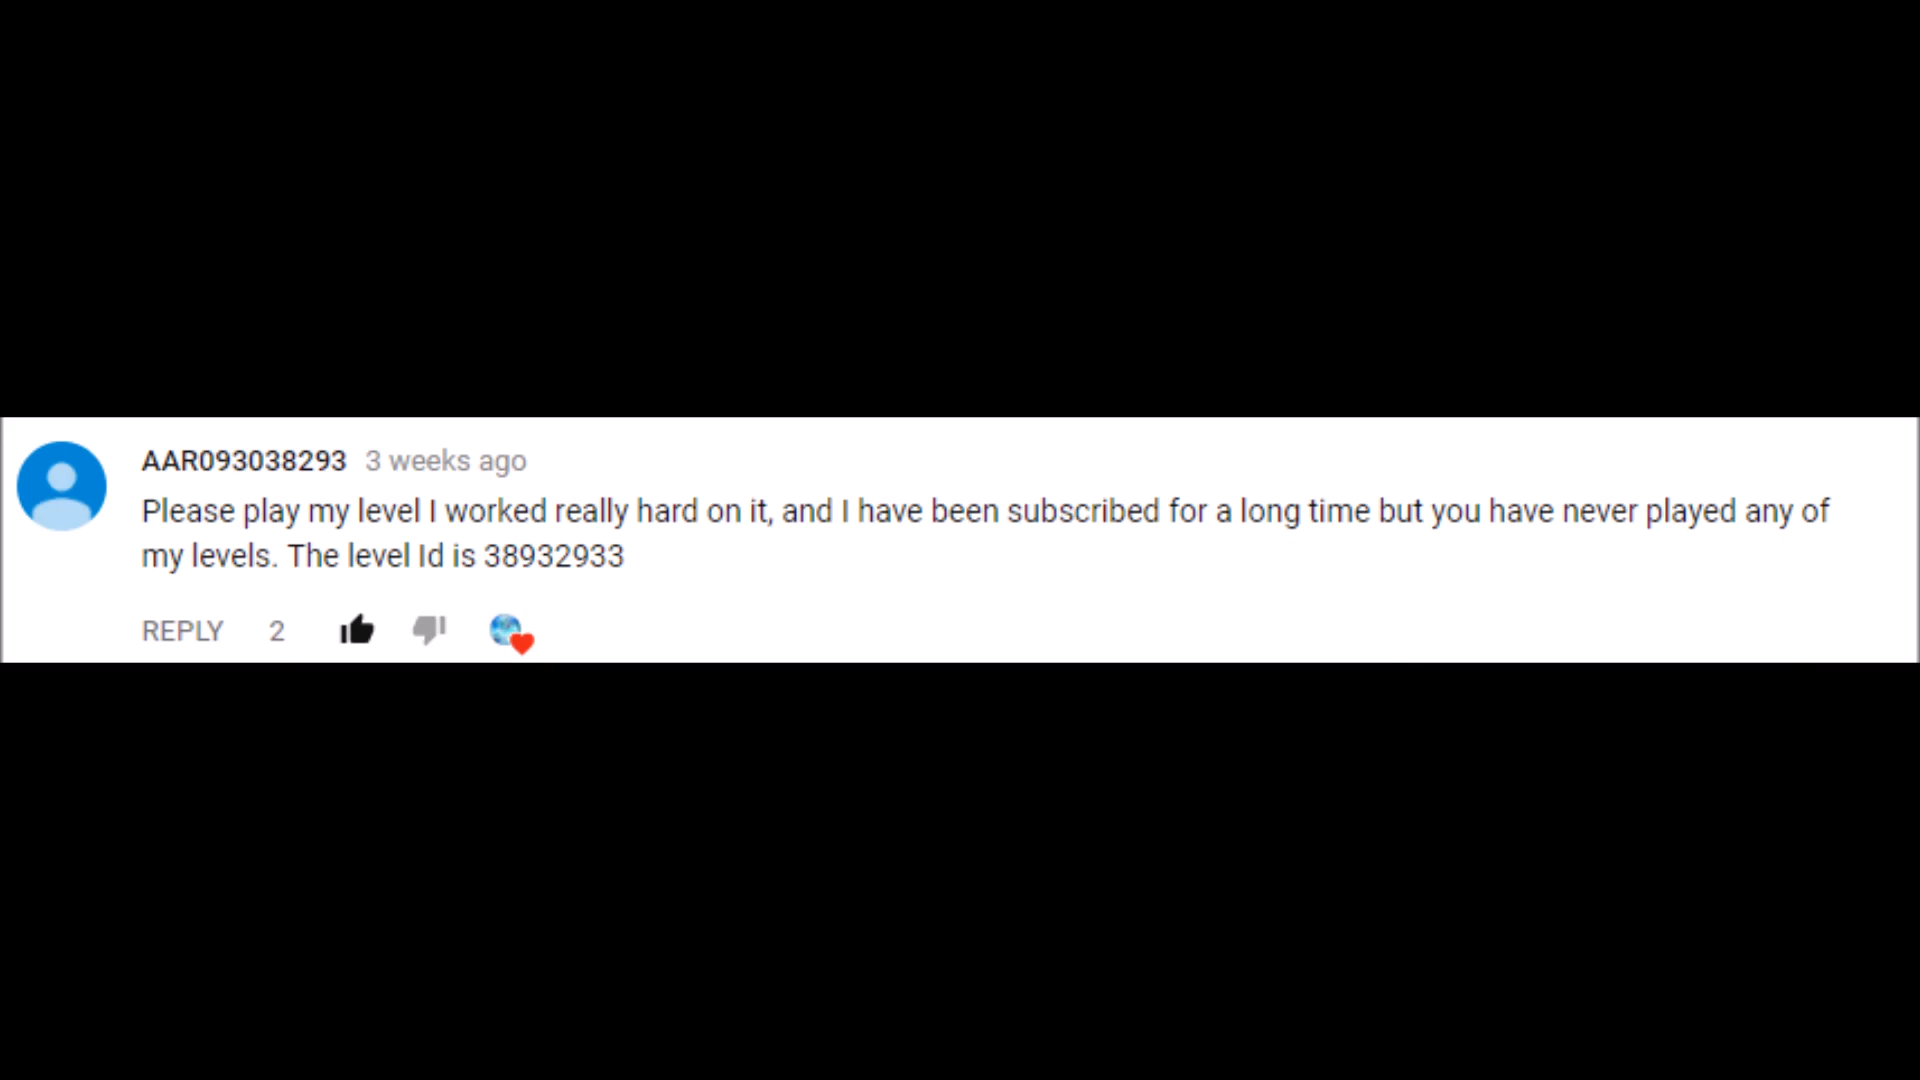 AAR093038293 3 weeks ago
Please play my level I worked really hard on it, and I have been subscribed for a long time but you have never played any of
my levels. The level Id is 38932933
REPLY 2